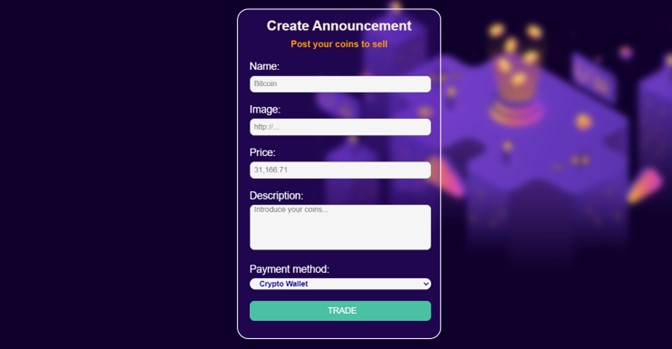 Create Announcement
Post your coins to sell
Name:
Bitcoin
Image:
http://...
Price:
31,166.71
Description:
Introduce your coins...
Payment method:
Crypto Wallet
TRADE